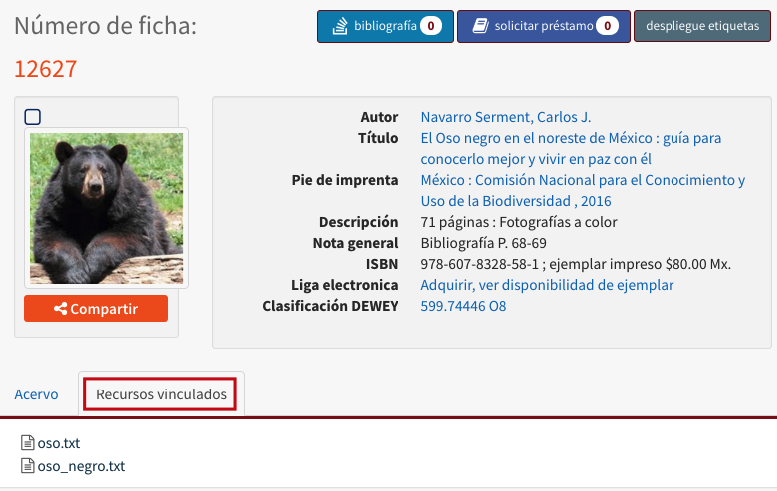 Número de ficha:
bibliografía 0
solicitar préstamo 0
despliegue etiquetas
12627
Autor Navarro Serment, Carlos J.
Título El Oso negro en el noreste de México : guía para
conocerlo mejor y vivir en paz con él
Pie de imprenta México : Comisión Nacional para el Conocimiento y
Uso de la Biodiversidad , 2016
Descripción 71 páginas : Fotografías a color
Nota general Bibliografía P. 68-69
ISBN 978-607-8328-58-1 ; ejemplar impreso $80.00 Mx.
Liga electronica Adquirir, ver disponibilidad de ejemplar
Clasificación DEWEY 599.74446 O8
Compartir
Acervo
Recursos vinculados
oso.txt
oso_negro.txt